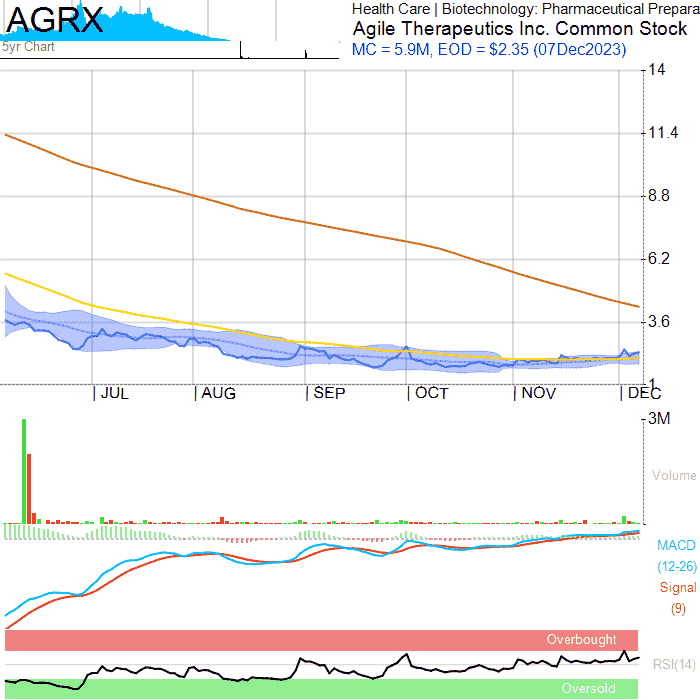 AGRX
Health Care | Biotechnology: Pharmaceutical Prepara
Agile Therapeutics Inc. Common Stock
MC = 5.9M, EOD = $2.35 (07Dec2023)
5yr Chart
14
11.4
8.8
6.2
3.6
1
JUL
AUG
SEP
OCT
NOV
DEC
3M
Volume
MACD
(12-26)
Signal
(9)
Overbought
RSI(14)
Oversold